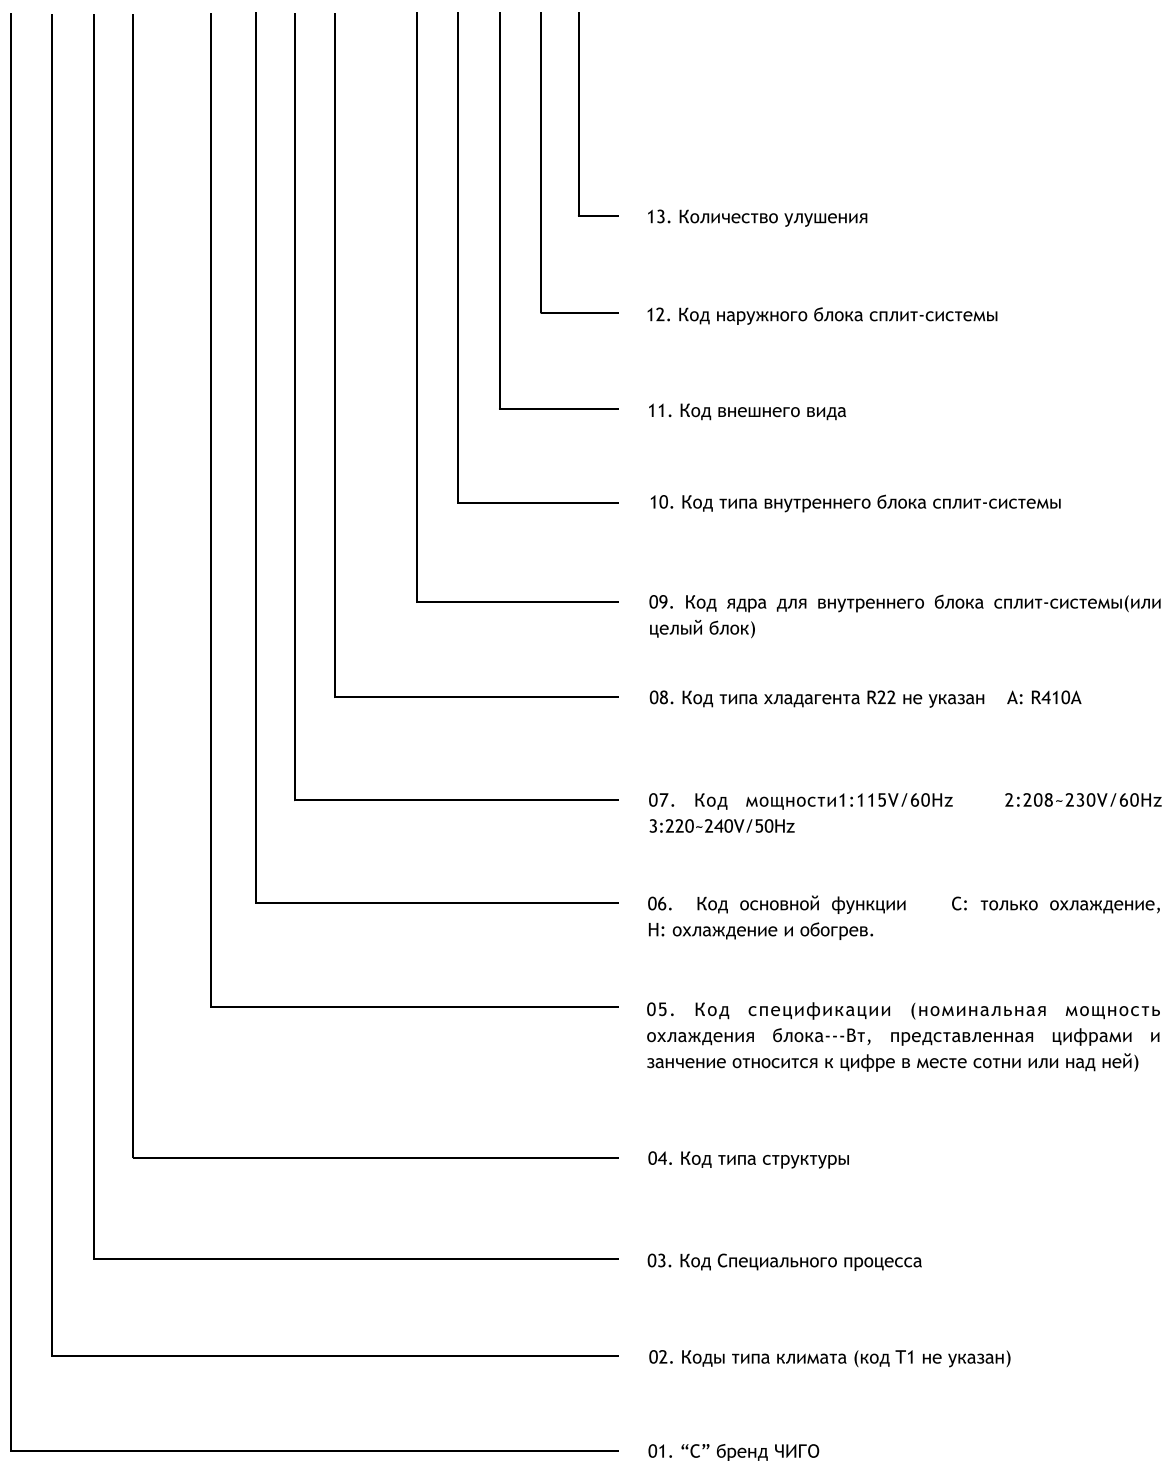 13. Количество улушения
12. Код наружного блока сплит-системы
11. Код внешнего вида
10. Код типа внутреннего блока сплит-системы
09. Код ядра для внутреннего блока сплит-системы(или
целый блок)
08. Код типа хладагента R22 не указан A: R410A
07. Код мощности1:115V/60Hz 2:208~230V/60Hz
3:220~240V/50Hz
06. Код основной функции C: только охлаждение,
H: охлаждение и обогрев.
05. Код спецификации (номинальная мощность
охлаждения блока---Вт, представленная цифрами и
занчение относится к цифре в месте сотни или над ней)
04. Код типа структуры
03. Код Специального процесса
02. Коды типа климата (код T1 не указан)
01. “C” бренд ЧИГО